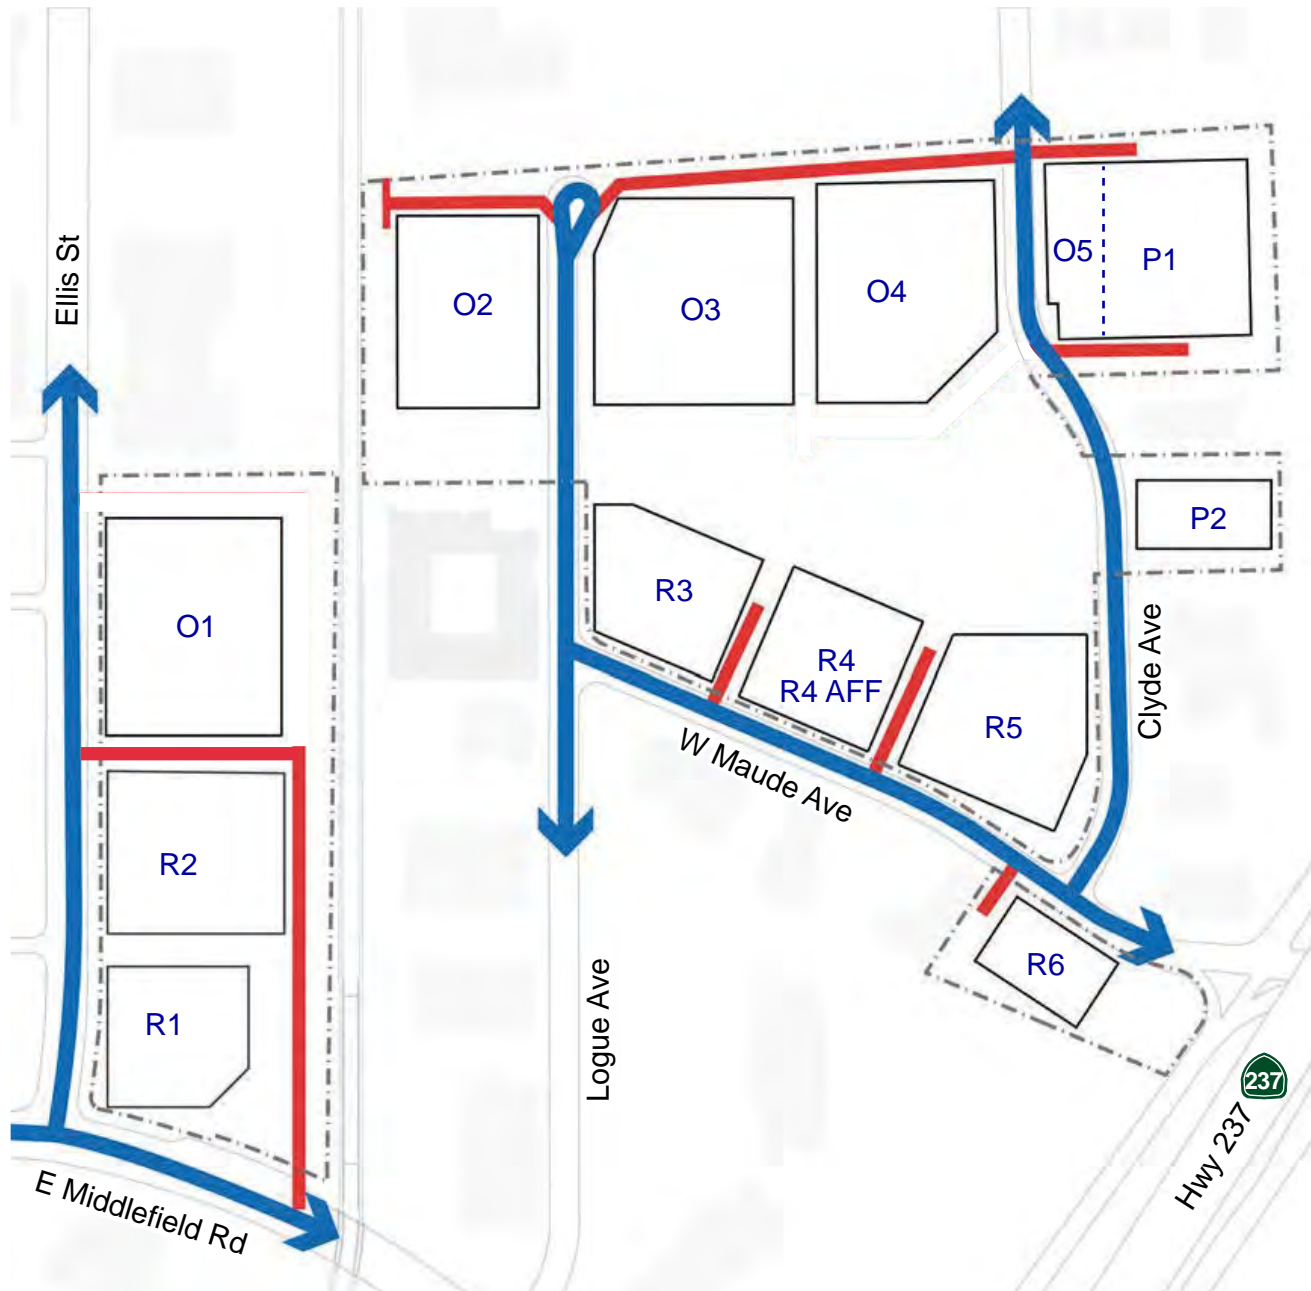 Ellis St
O2
O3
O4
O5
P1
P2
O1
R3
R4
R4 AFF
R5
Clyde Ave
W Maude Ave
R2
R1
R6
Logue Ave
E Middlefield Rd
Hwy 237
237